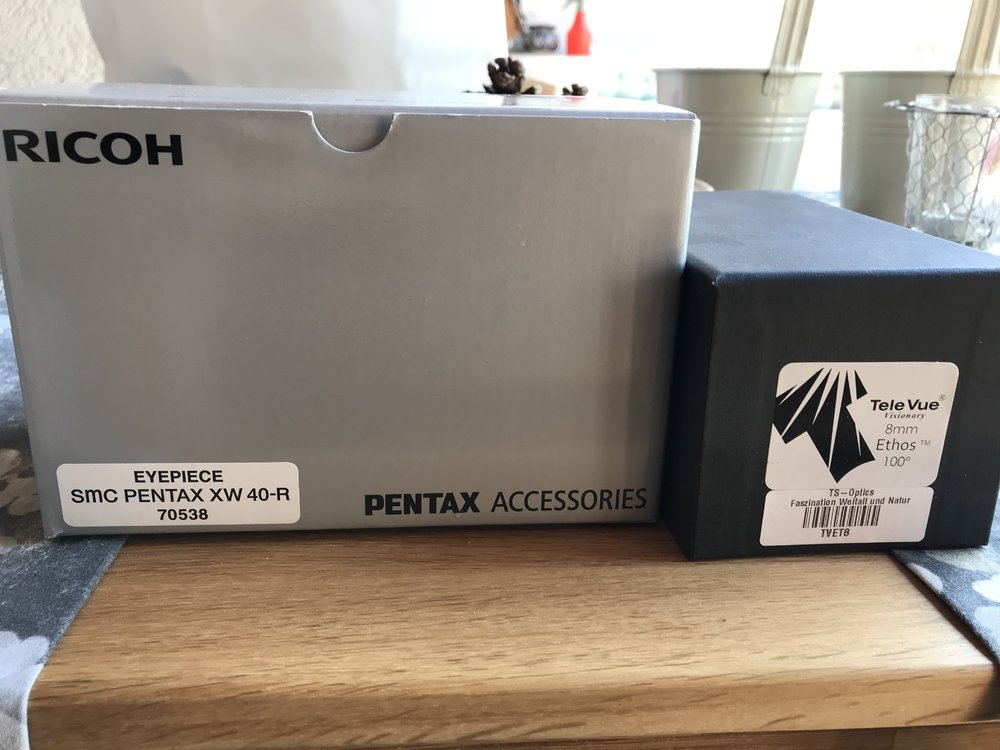 RICOH
EYEPIECE
SMC PENTAX XW 40-R
70538
PENTAX ACCESSORIES
TeleVue®
Visionary
8mm
Ethos™
100°
TS-Optics
Faszination Weltall und Natur
TVET8